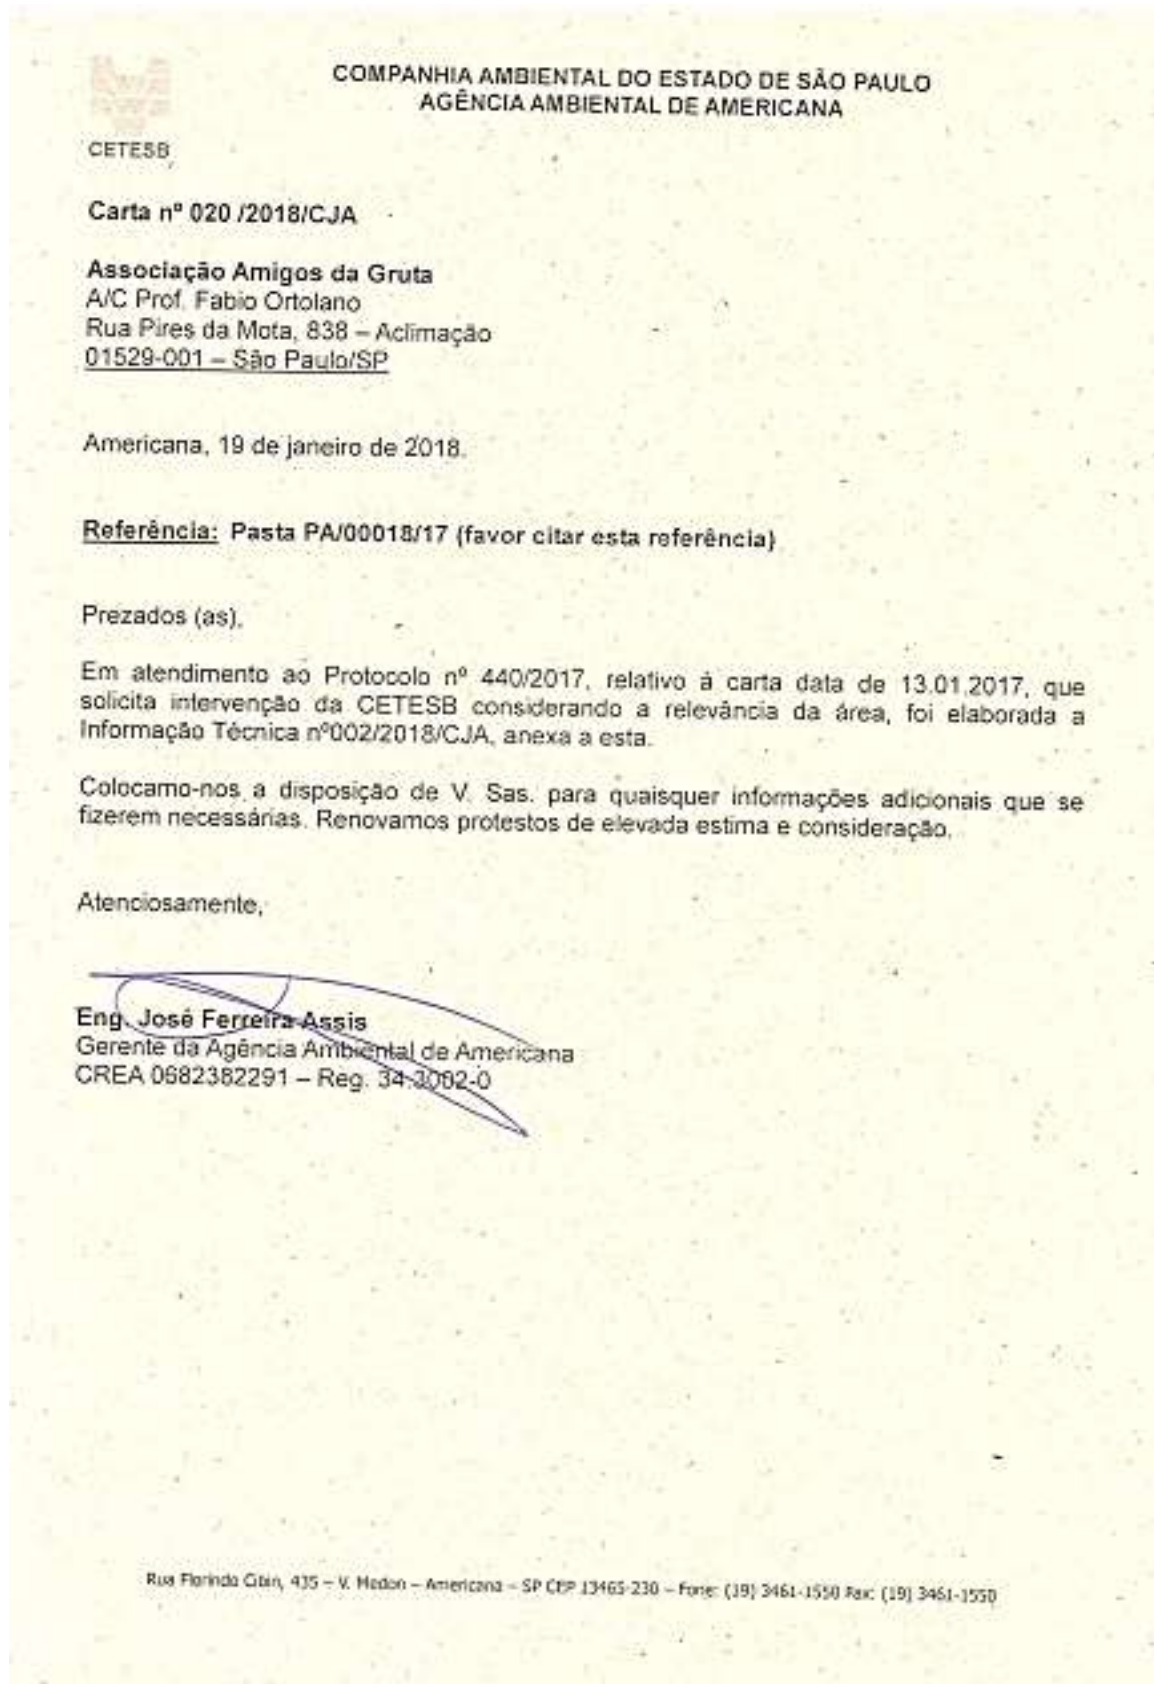 COMPANHIA AMBIENTAL DO ESTADO DE SÃO PAULO
AGÊNCIA AMBIENTAL DE AMERICANA
CETESB
Carta nº 020 /2018/CJA
Associação Amigos da Gruta
A/C Prof. Fabio Ortolano
Rua Pires da Mota, 838 – Aclimação
01529-001 – São Paulo/SP
Americana, 19 de janeiro de 2018.
Referência: Pasta PA/00018/17 (favor citar esta referência)
Prezados (as),
Em atendimento ao Protocolo nº 440/2017, relativo á carta data de 13.01.2017, que
solicita intervenção da CETESB considerando a relevância da área, foi elaborada a
Informação Técnica nº002/2018/CJA, anexa a esta.
Colocamo-nos a disposição de V. Sas. para quaisquer informações adicionais que se
fizerem necessárias. Renovamos protestos de elevada estima e consideração.
Atenciosamente,
Eng. José Ferreira Assis
Gerente da Agência Ambiental de Americana
CREA 0682382291 – Reg. 34.3002-0
Rua Florindo Cibin, 435 – V. Medon – Americana – SP CEP 13465-230 – Fone: (19) 3461-1550 Fax: (19) 3461-1550